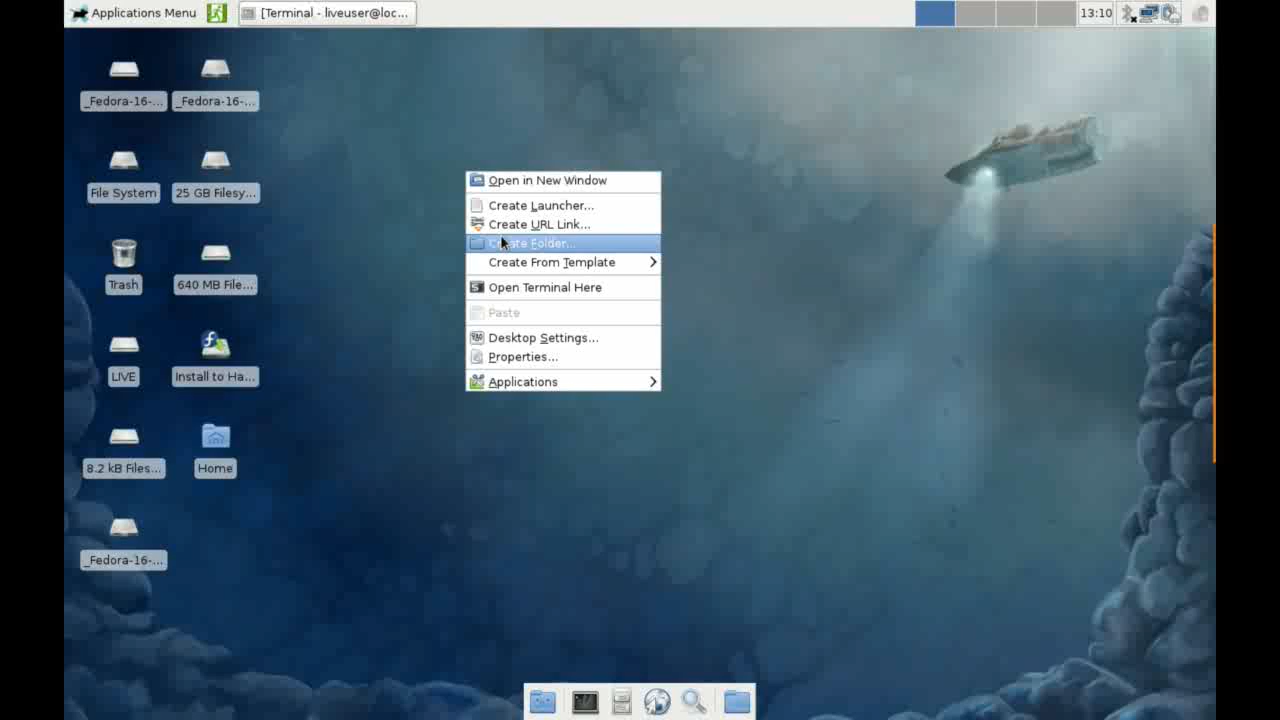 Applications Menu
[Terminal - liveuser@loc...
13:10
_Fedora-16-...
_Fedora-16-...
File System
25 GB Filesy...
Trash
640 MB File...
LIVE
Install to Ha...
8.2 kB Files...
Home
_Fedora-16-...
Open in New Window
Create Launcher...
Create URL Link...
Create Folder...
Create From Template
Open Terminal Here
Paste
Desktop Settings...
Properties...
Applications